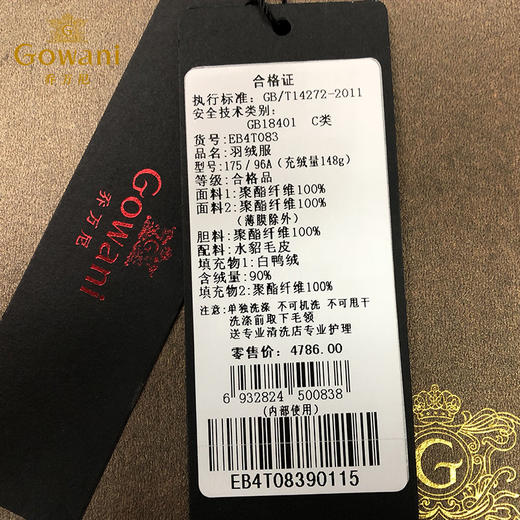 Gowani
乔万尼
Gowani
乔万尼
合格证
执行标准: GB/T14272-2011
安全技术类别:
GB18401 C类
货号:EB4T083
品名:羽绒服
型号:175/96A(充绒量148g)
等级:合格品
面料1:聚酯纤维100%
面料2:聚酯纤维100%
(薄膜除外)
胆料:聚酯纤维100%
配料:水貂毛皮
填充物1:白鸭绒
含绒量:90%
填充物2:聚酯纤维100%
注意:单独洗涤 不可机洗 不可甩干
洗涤前取下毛领
送专业清洗店专业护理
零售价: 4786.00
6 932824 500838
(内部使用)
EB4T08390115
G